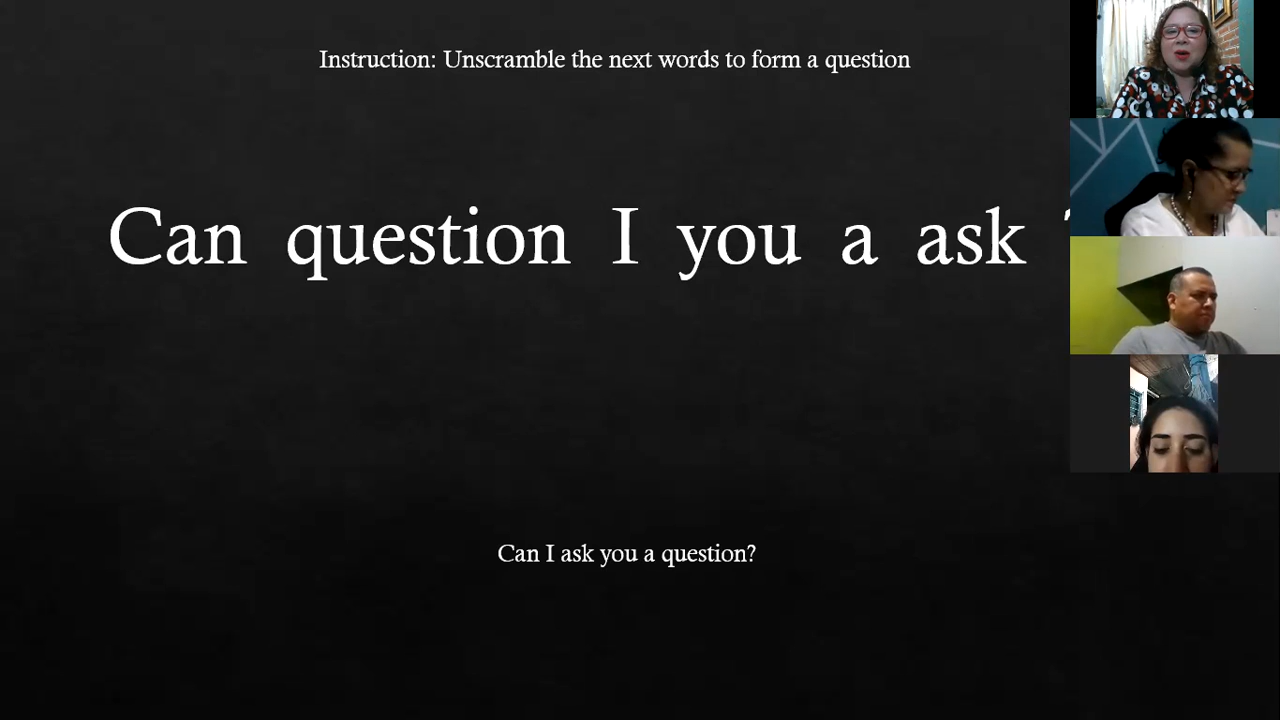 Instruction: Unscramble the next words to form a question
Can question I you a ask ?
Can I ask you a question?